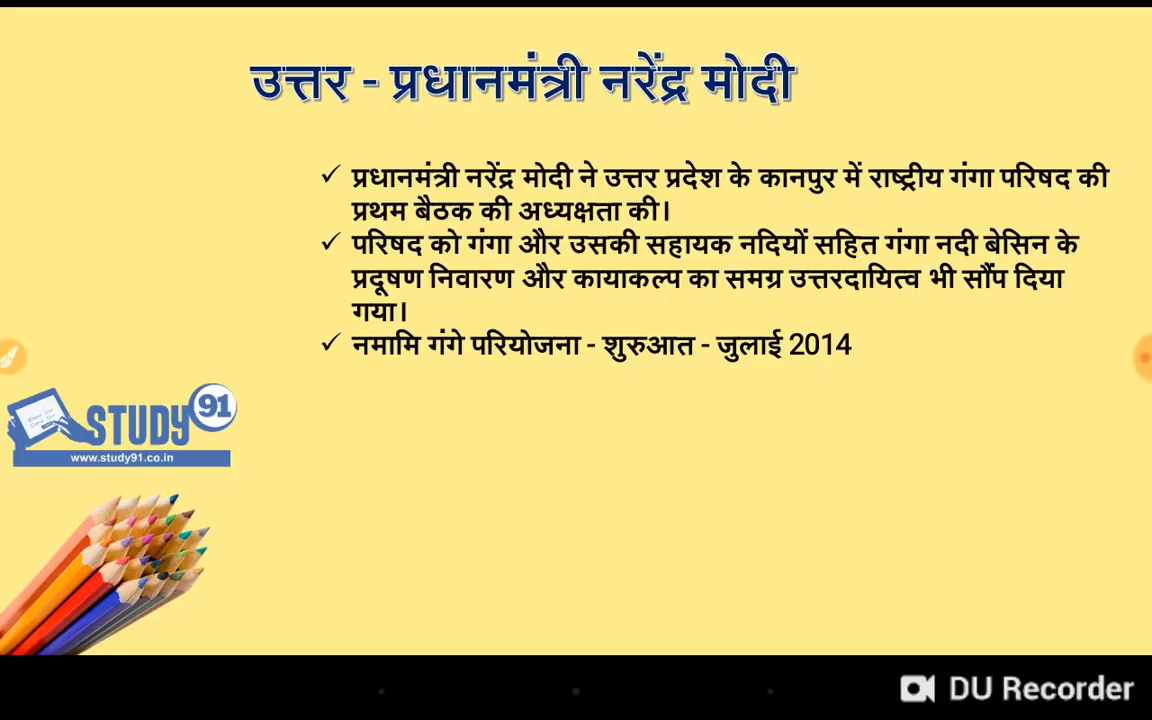 उत्तर - प्रधानमंत्री नरेंद्र मोदी
✓ प्रधानमंत्री नरेंद्र मोदी ने उत्तर प्रदेश के कानपुर में राष्ट्रीय गंगा परिषद की
प्रथम बैठक की अध्यक्षता की।
✓ परिषद को गंगा और उसकी सहायक नदियों सहित गंगा नदी बेसिन के
प्रदूषण निवारण और कायाकल्प का समग्र उत्तरदायित्व भी सौंप दिया
गया।
✓ नमामि गंगे परियोजना - शुरुआत - जुलाई 2014
STUDY 91
www.study91.co.in
DU Recorder